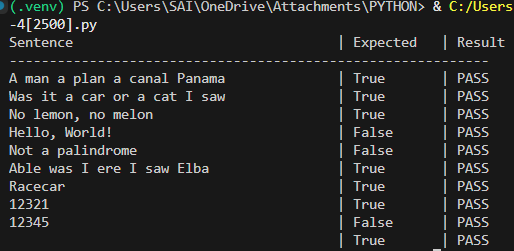 (.venv) PS C:\Users\SAI\OneDrive\Attachments\PYTHON> & C:/Users
-4[2500].py
Sentence | Expected | Result
------------------------------------------------------------
A man a plan a canal Panama | True | PASS
Was it a car or a cat I saw | True | PASS
No lemon, no melon | True | PASS
Hello, World! | False | PASS
Not a palindrome | False | PASS
Able was I ere I saw Elba | True | PASS
Racecar | True | PASS
12321 | True | PASS
12345 | False | PASS
| True | PASS